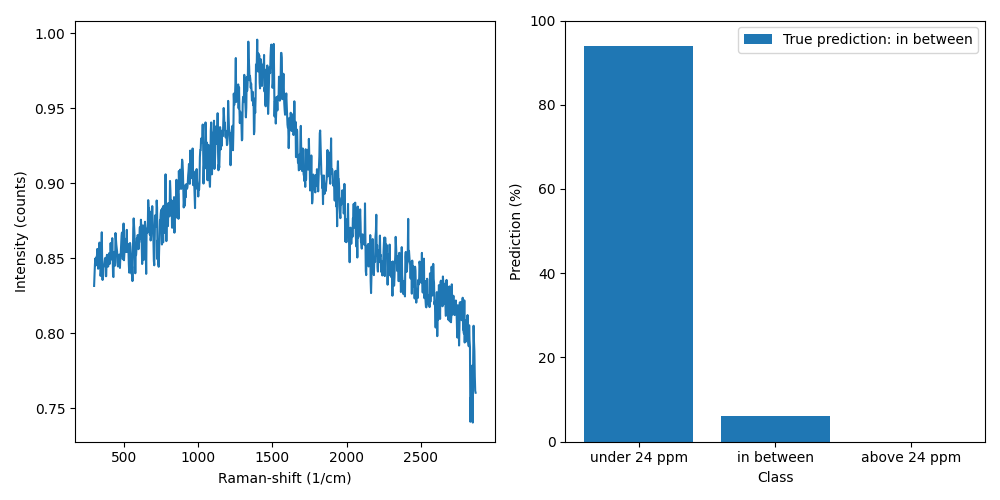 1.00
0.95
0.90
0.85
0.80
0.75
Intensity (counts)
500 1000 1500 2000 2500
Raman-shift (1/cm)
100
80
60
40
20
0
Prediction (%)
True prediction: in between
under 24 ppm in between above 24 ppm
Class